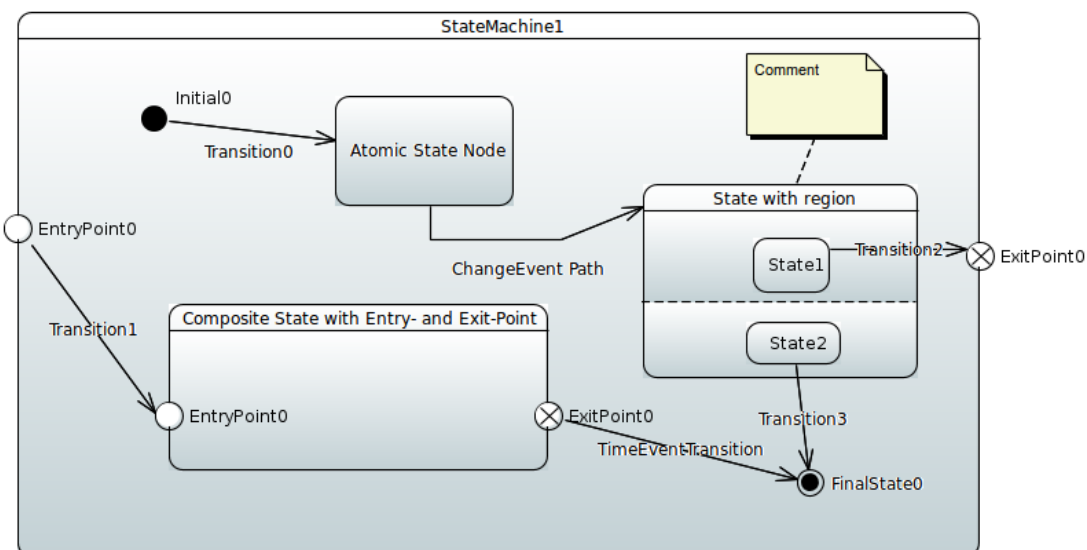 StateMachine1
Comment
Initial0
Transition0
Atomic State Node
State with region
EntryPoint0
Transition2
ExitPoint0
State1
ChangeEvent Path
Composite State with Entry- and Exit-Point
Transition1
State2
EntryPoint0
ExitPoint0
Transition3
TimeEventTransition
FinalState0